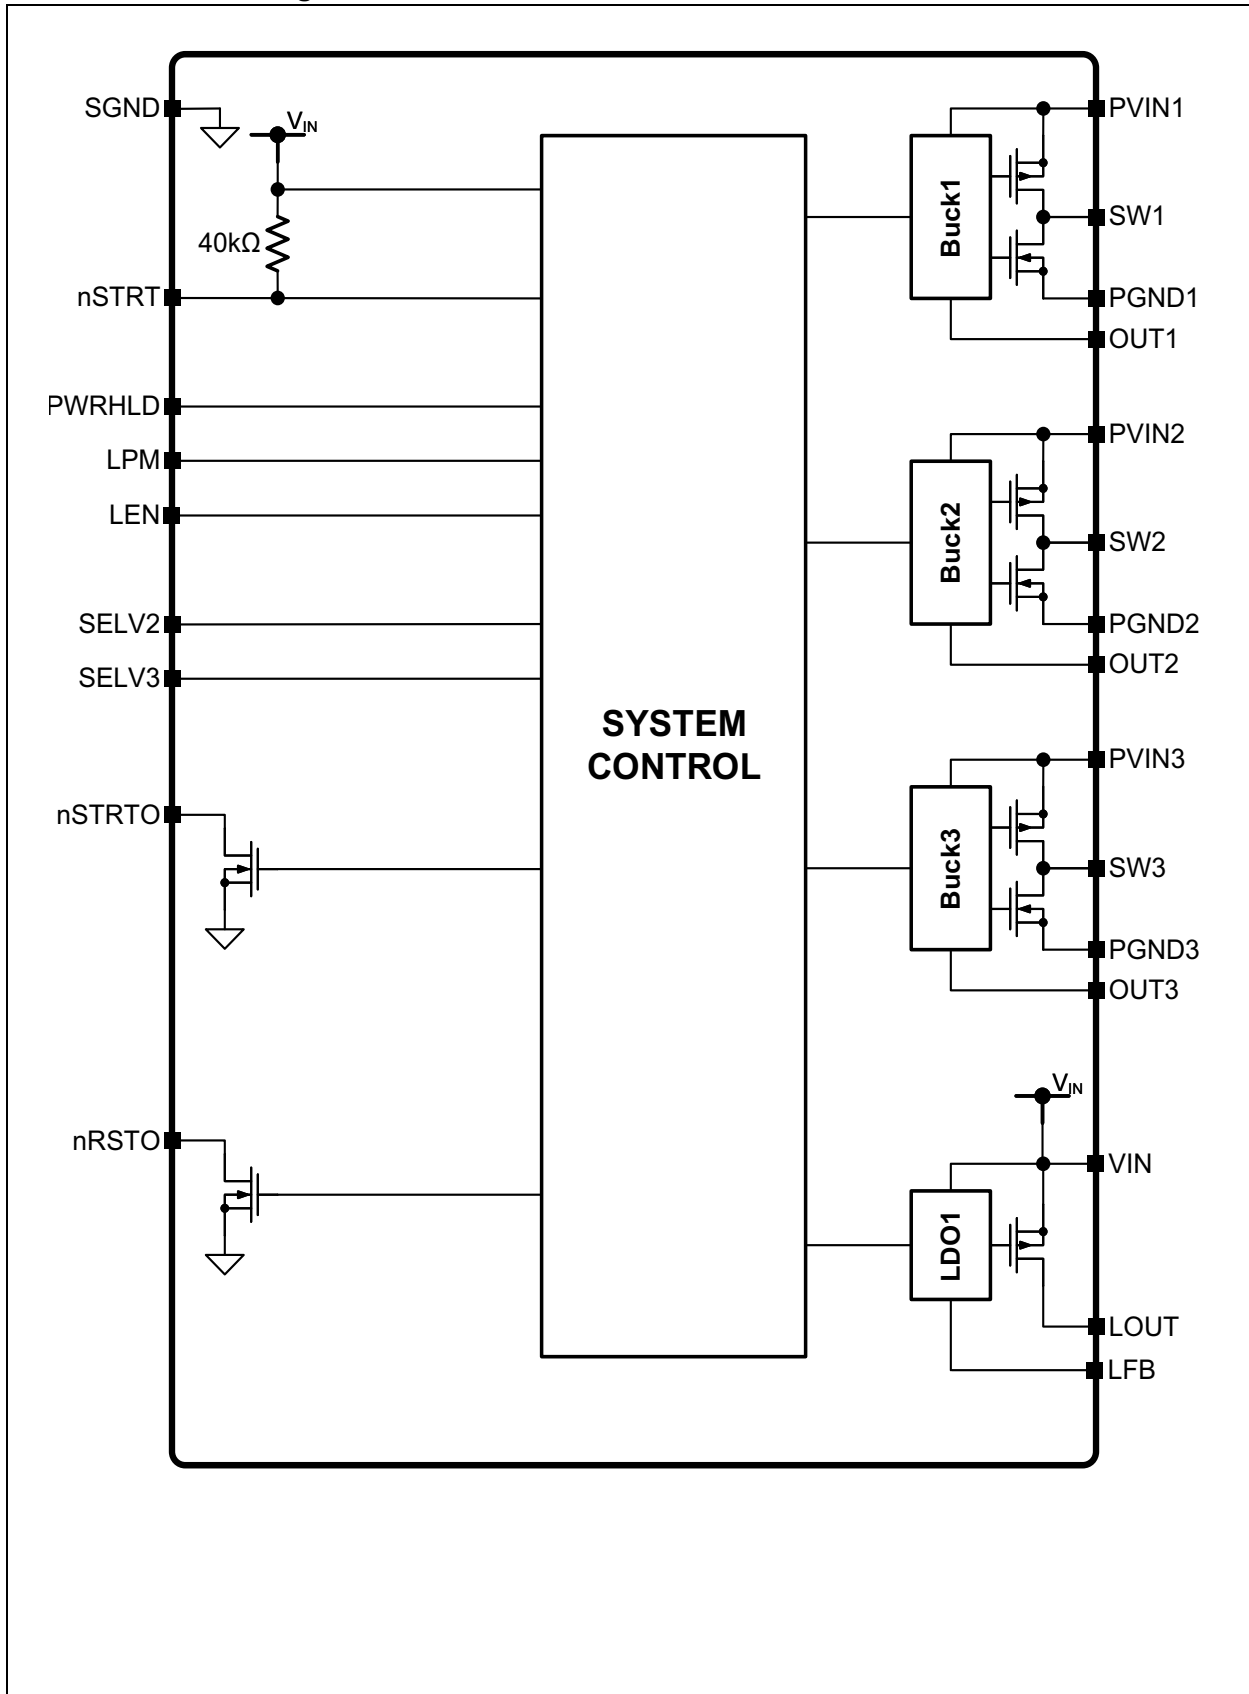 SGND
VIN
40kΩ
nSTRT
PWRHLD
LPM
LEN
SELV2
SELV3
nSTRTO
nRSTO
SYSTEM
CONTROL
Buck1
PVIN1
SW1
PGND1
OUT1
Buck2
PVIN2
SW2
PGND2
OUT2
Buck3
PVIN3
SW3
PGND3
OUT3
VIN
VIN
LDO1
LOUT
LFB